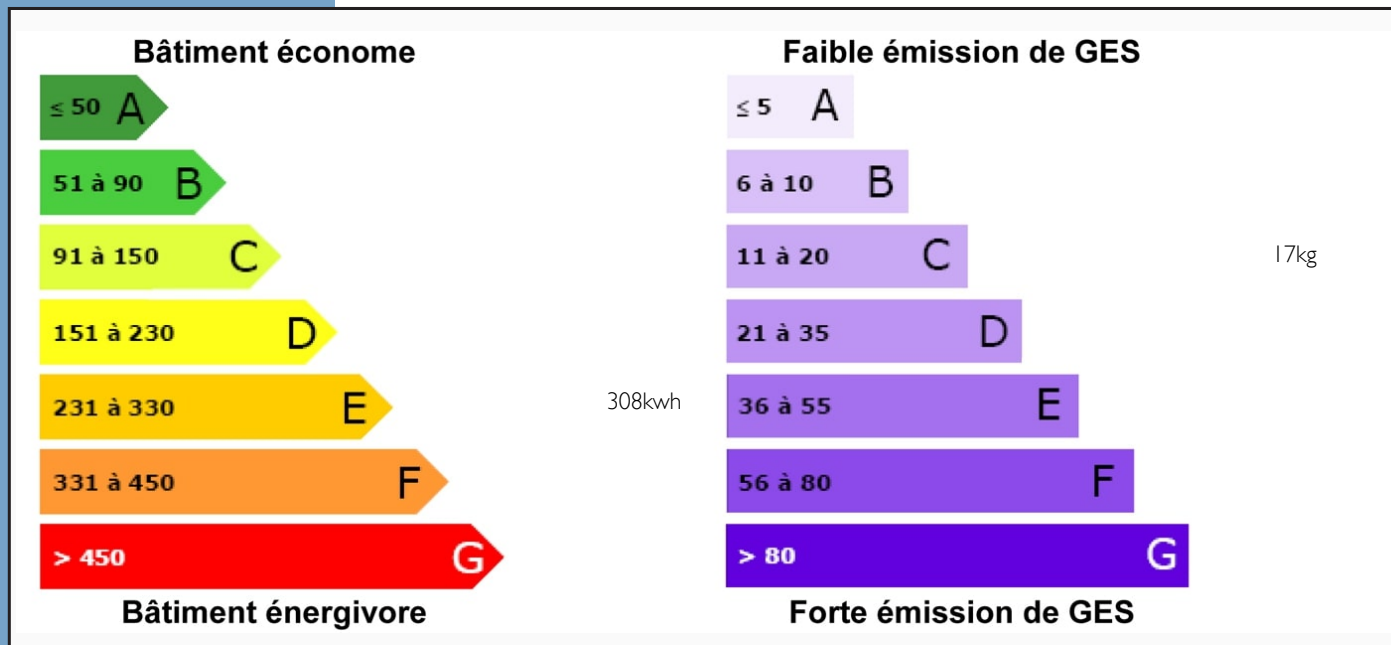 Bâtiment économe
≤ 50 A
51 à 90 B
91 à 150 C
151 à 230 D
231 à 330 E
308kwh
331 à 450 F
> 450 G
Bâtiment énergivore
Faible émission de GES
≤ 5 A
6 à 10 B
11 à 20 C
17kg
21 à 35 D
36 à 55 E
56 à 80 F
> 80 G
Forte émission de GES